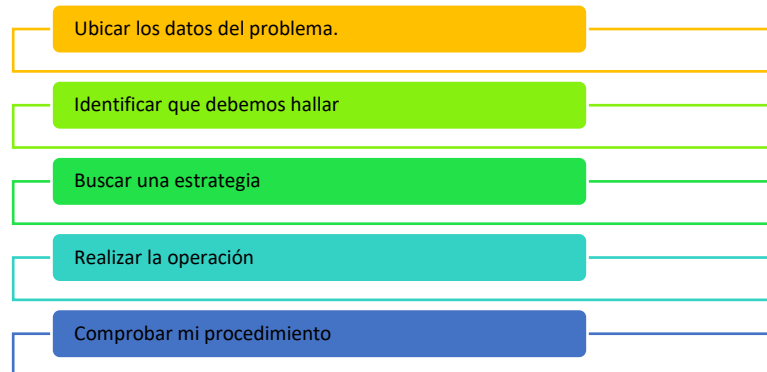 Ubicar los datos del problema.
Identificar que debemos hallar
Buscar una estrategia
Realizar la operación
Comprobar mi procedimiento